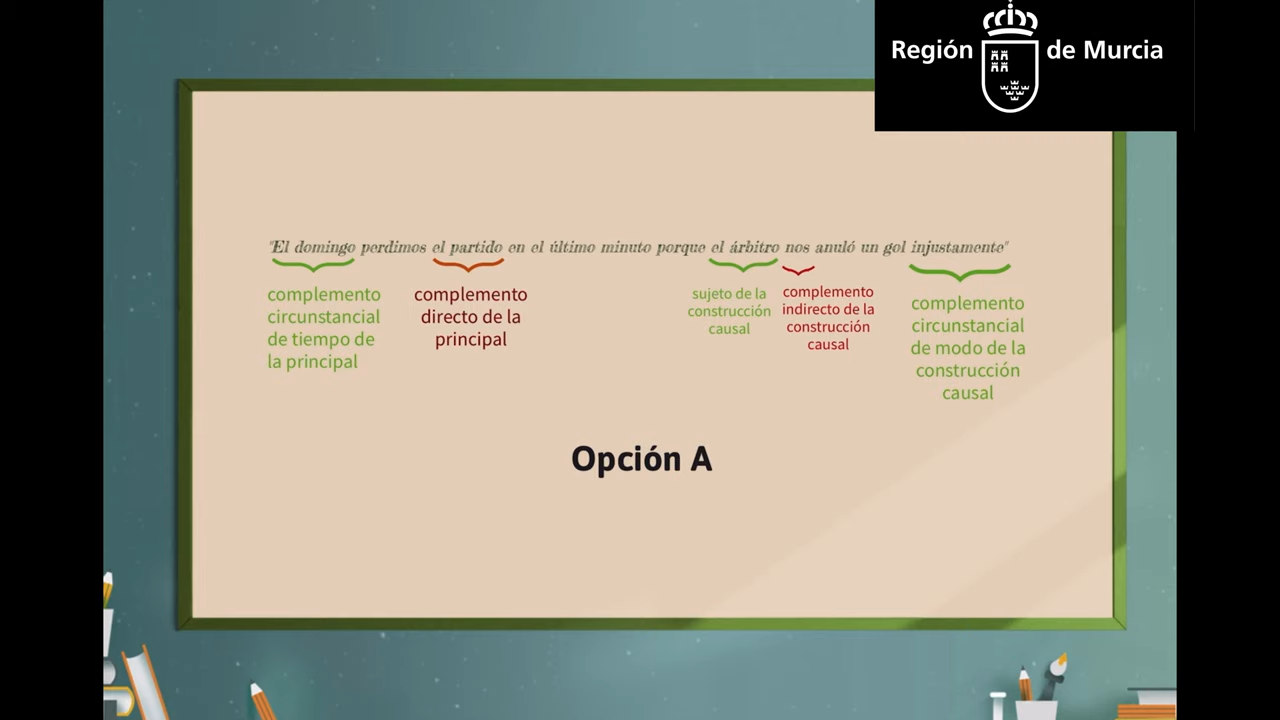 Región de Murcia
"El domingo perdimos el partido en el último minuto porque el árbitro nos anuló un gol injustamente"
complemento
circunstancial
de tiempo de
la principal
complemento
directo de la
principal
sujeto de la
construcción
causal
complemento
indirecto de la
construcción
causal
complemento
circunstancial
de modo de la
construcción
causal
Opción A